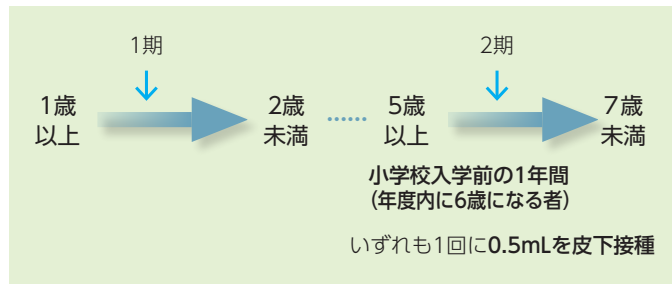 1期 2期
1歳
以上
2歳
未満
……
5歳
以上
7歳
未満
小学校入学前の1年間
(年度内に6歳になる者)
いずれも1回に0.5mLを皮下接種